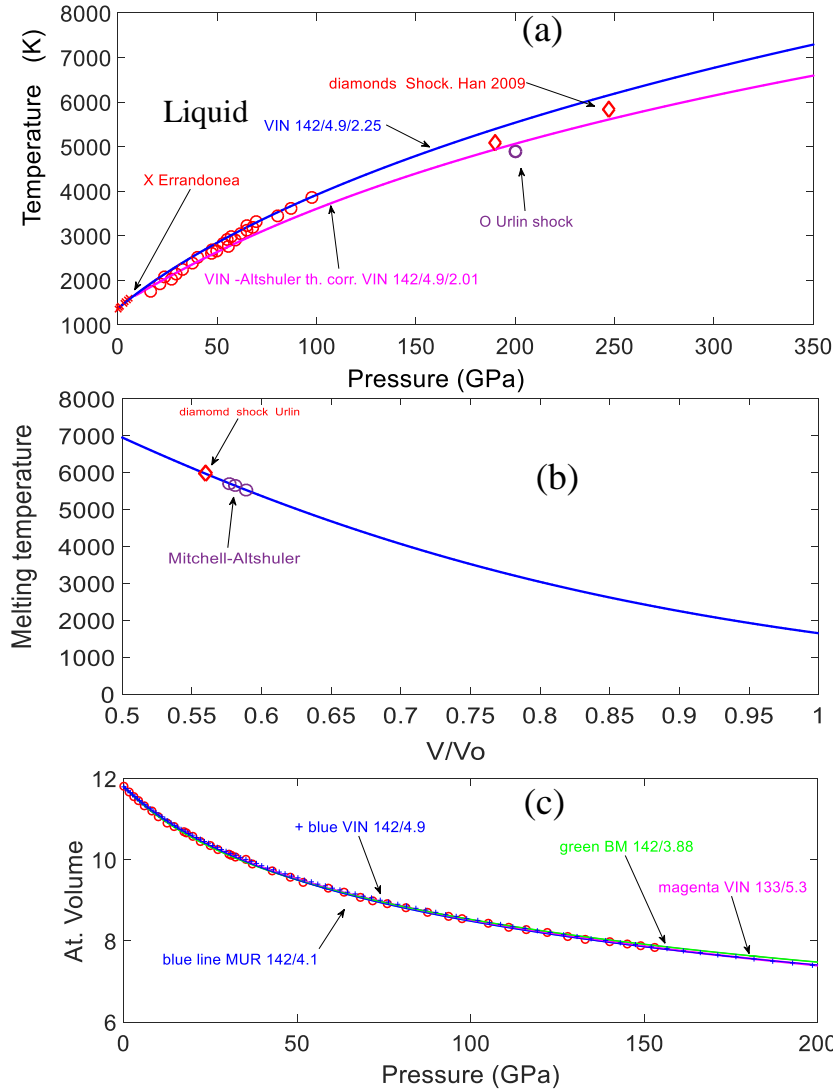 (a)
8000
7000
6000
5000
4000
3000
2000
1000
Temperature (K)
diamonds Shock. Han 2009
Liquid
VIN 142/4.9/2.25
X Errandonea
O Urlin shock
VIN -Altshuler th. corr. VIN 142/4.9/2.01
0 50 100 150 200 250 300 350
Pressure (GPa)
(b)
8000
7000
6000
5000
4000
3000
2000
1000
0
Melting temperature
diamomd shock Urlin
Mitchell-Altshuler
0.5 0.55 0.6 0.65 0.7 0.75 0.8 0.85 0.9 0.95 1
V/Vo
(c)
12
10
8
6
At. Volume
+ blue VIN 142/4.9
green BM 142/3.88
magenta VIN 133/5.3
blue line MUR 142/4.1
0 50 100 150 200
Pressure (GPa)